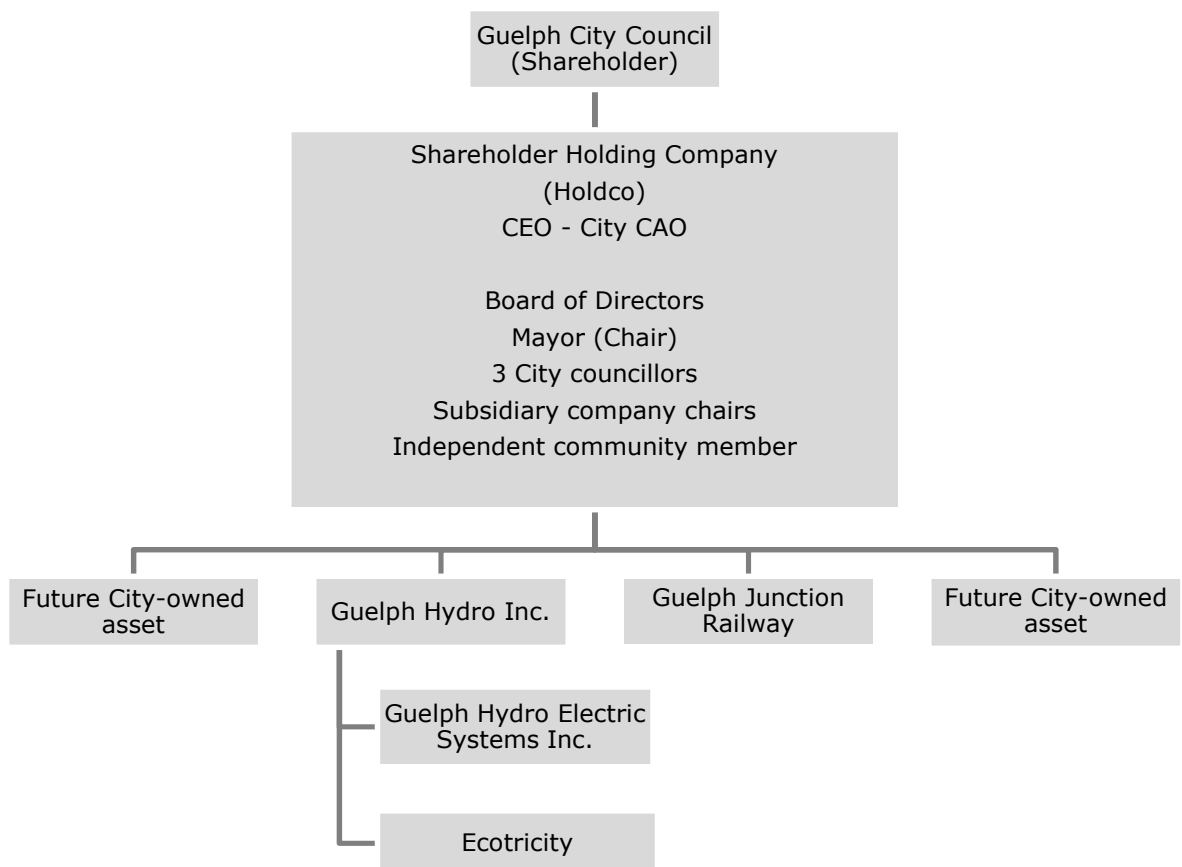 Guelph City Council
(Shareholder)
Shareholder Holding Company
(Holdco)
CEO - City CAO
Board of Directors
Mayor (Chair)
3 City councillors
Subsidiary company chairs
Independent community member
Future City-owned
asset
Guelph Hydro Inc.
Guelph Junction
Railway
Future City-owned
asset
Guelph Hydro Electric
Systems Inc.
Ecotricity